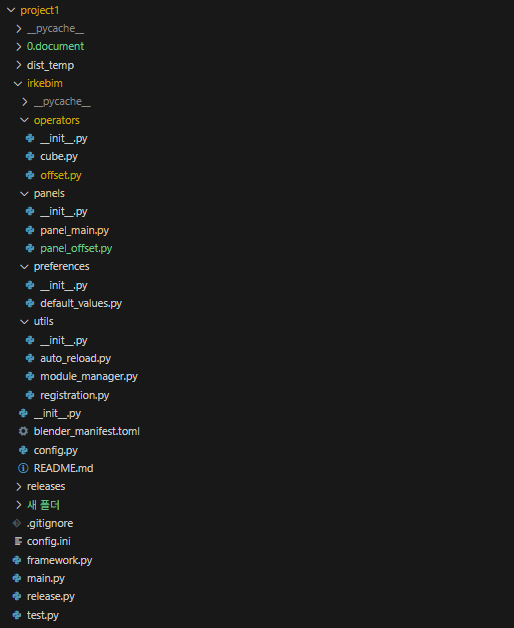 project1
__pycache__
0.document
dist_temp
irkebim
__pycache__
operators
__init__.py
cube.py
offset.py
panels
__init__.py
panel_main.py
panel_offset.py
preferences
__init__.py
default_values.py
utils
__init__.py
auto_reload.py
module_manager.py
registration.py
__init__.py
blender_manifest.toml
config.py
README.md
releases
새 폴더
.gitignore
config.ini
framework.py
main.py
release.py
test.py